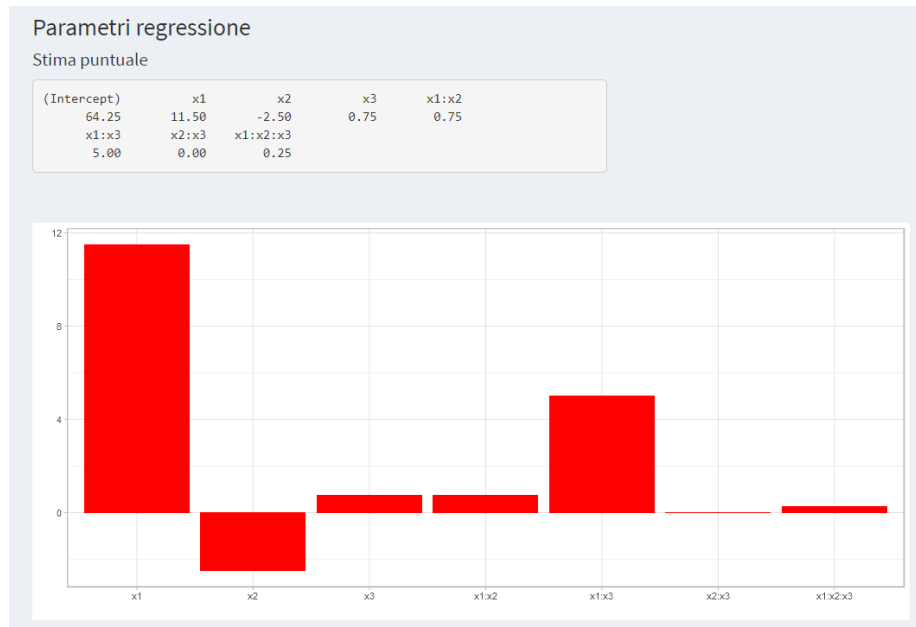 Parametri regressione
Stima puntuale
(Intercept) x1 x2 x3 x1:x2
64.25 11.50 -2.50 0.75 0.75
x1:x3 x2:x3 x1:x2:x3
5.00 0.00 0.25
12
8
4
0
x1 x2 x3 x1:x2 x1:x3 x2:x3 x1:x2:x3